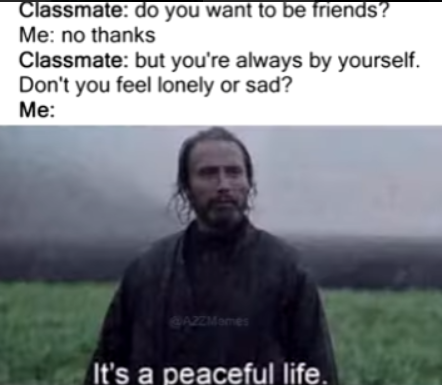 Classmate: do you want to be friends?
Me: no thanks
Classmate: but you're always by yourself.
Don't you feel lonely or sad?
Me:
@A2ZMemes
It's a peaceful life.